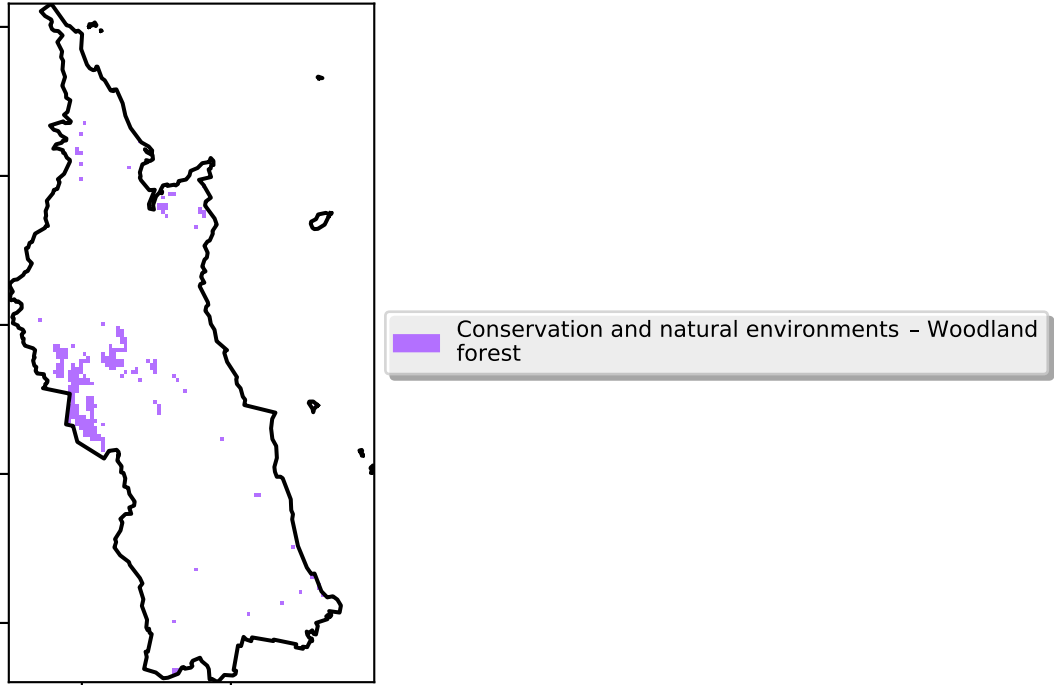 Conservation and natural environments – Woodland
forest